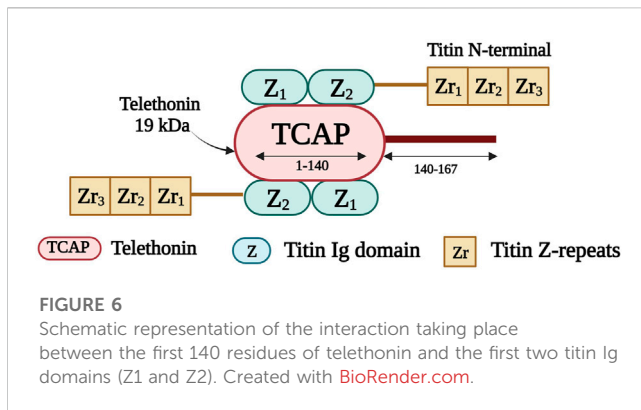 Titin N-terminal
Z1 Z2
Zr1 Zr2 Zr3
Telethonin
19 kDa
TCAP
1-140
140-167
Zr3 Zr2 Zr1
Z2 Z1
TCAP Telethonin Z Titin Ig domain Zr Titin Z-repeats
FIGURE 6
Schematic representation of the interaction taking place
between the first 140 residues of telethonin and the first two titin Ig
domains (Z1 and Z2). Created with BioRender.com.